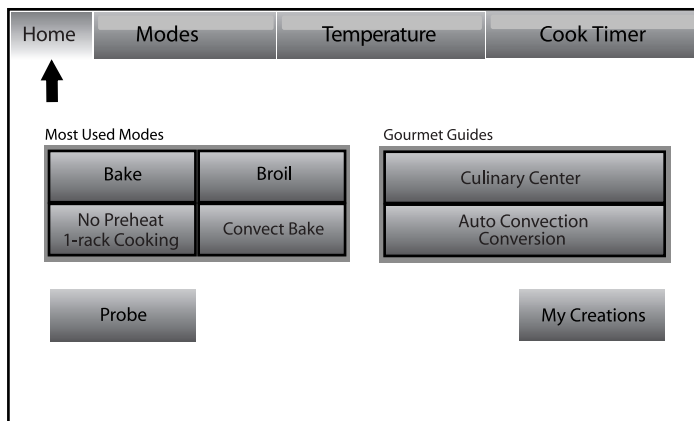 Home
Modes
Temperature
Cook Timer
Most Used Modes
Bake
Broil
No Preheat
1-rack Cooking
Convect Bake
Gourmet Guides
Culinary Center
Auto Convection
Conversion
Probe
My Creations